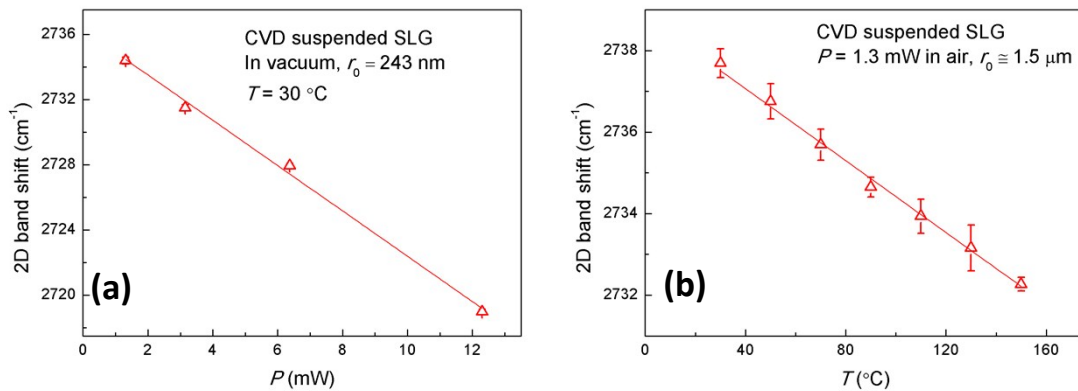 2736
2732
2728
2724
2720
0 2 4 6 8 10 12
2D band shift (cm⁻¹)
P (mW)
CVD suspended SLG
In vacuum, r₀ = 243 nm
T = 30 °C
(a)
2738
2736
2734
2732
0 40 80 120 160
2D band shift (cm⁻¹)
T (°C)
CVD suspended SLG
P = 1.3 mW in air, r₀ ≅ 1.5 μm
(b)